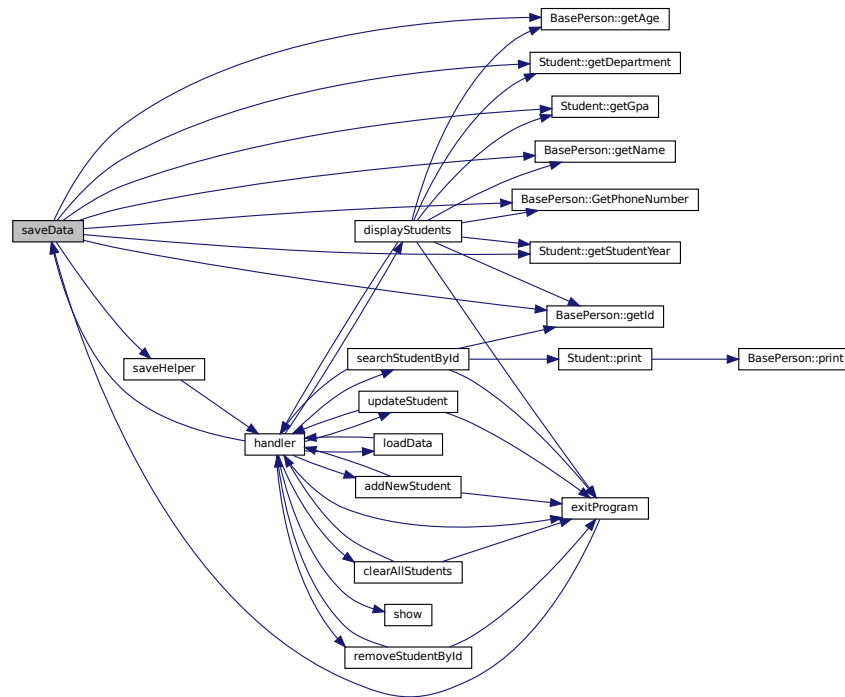 BasePerson::getAge
Student::getDepartment
Student::getGpa
BasePerson::getName
BasePerson::GetPhoneNumber
saveData
displayStudents
Student::getStudentYear
BasePerson::getId
saveHelper
searchStudentById
Student::print
BasePerson::print
updateStudent
handler
loadData
addNewStudent
exitProgram
clearAllStudents
show
removeStudentById